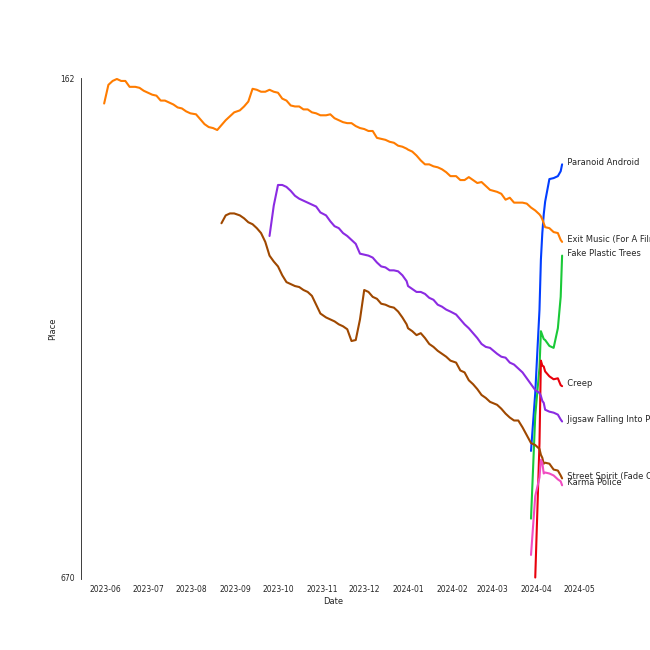 162
Paranoid Android
Exit Music (For A Fil
Fake Plastic Trees
Place
Creep
Jigsaw Falling Into P
Street Spirit (Fade O
Karma Police
670
2023-06 2023-07 2023-08 2023-09 2023-10 2023-11 2023-12 2024-01 2024-02 2024-03 2024-04 2024-05
Date